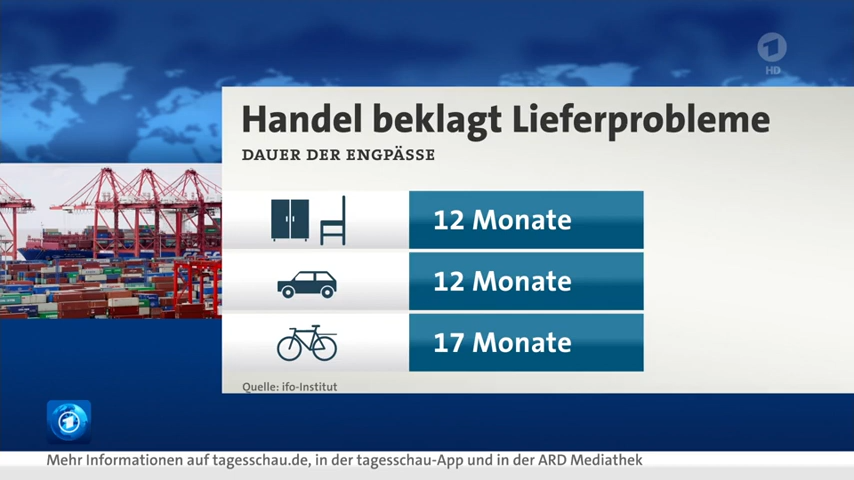 HD
Handel beklagt Lieferprobleme
DAUER DER ENGPÄSSE
12 Monate
12 Monate
17 Monate
Quelle: ifo-Institut
Mehr Informationen auf tagesschau.de, in der tagesschau-App und in der ARD Mediathek